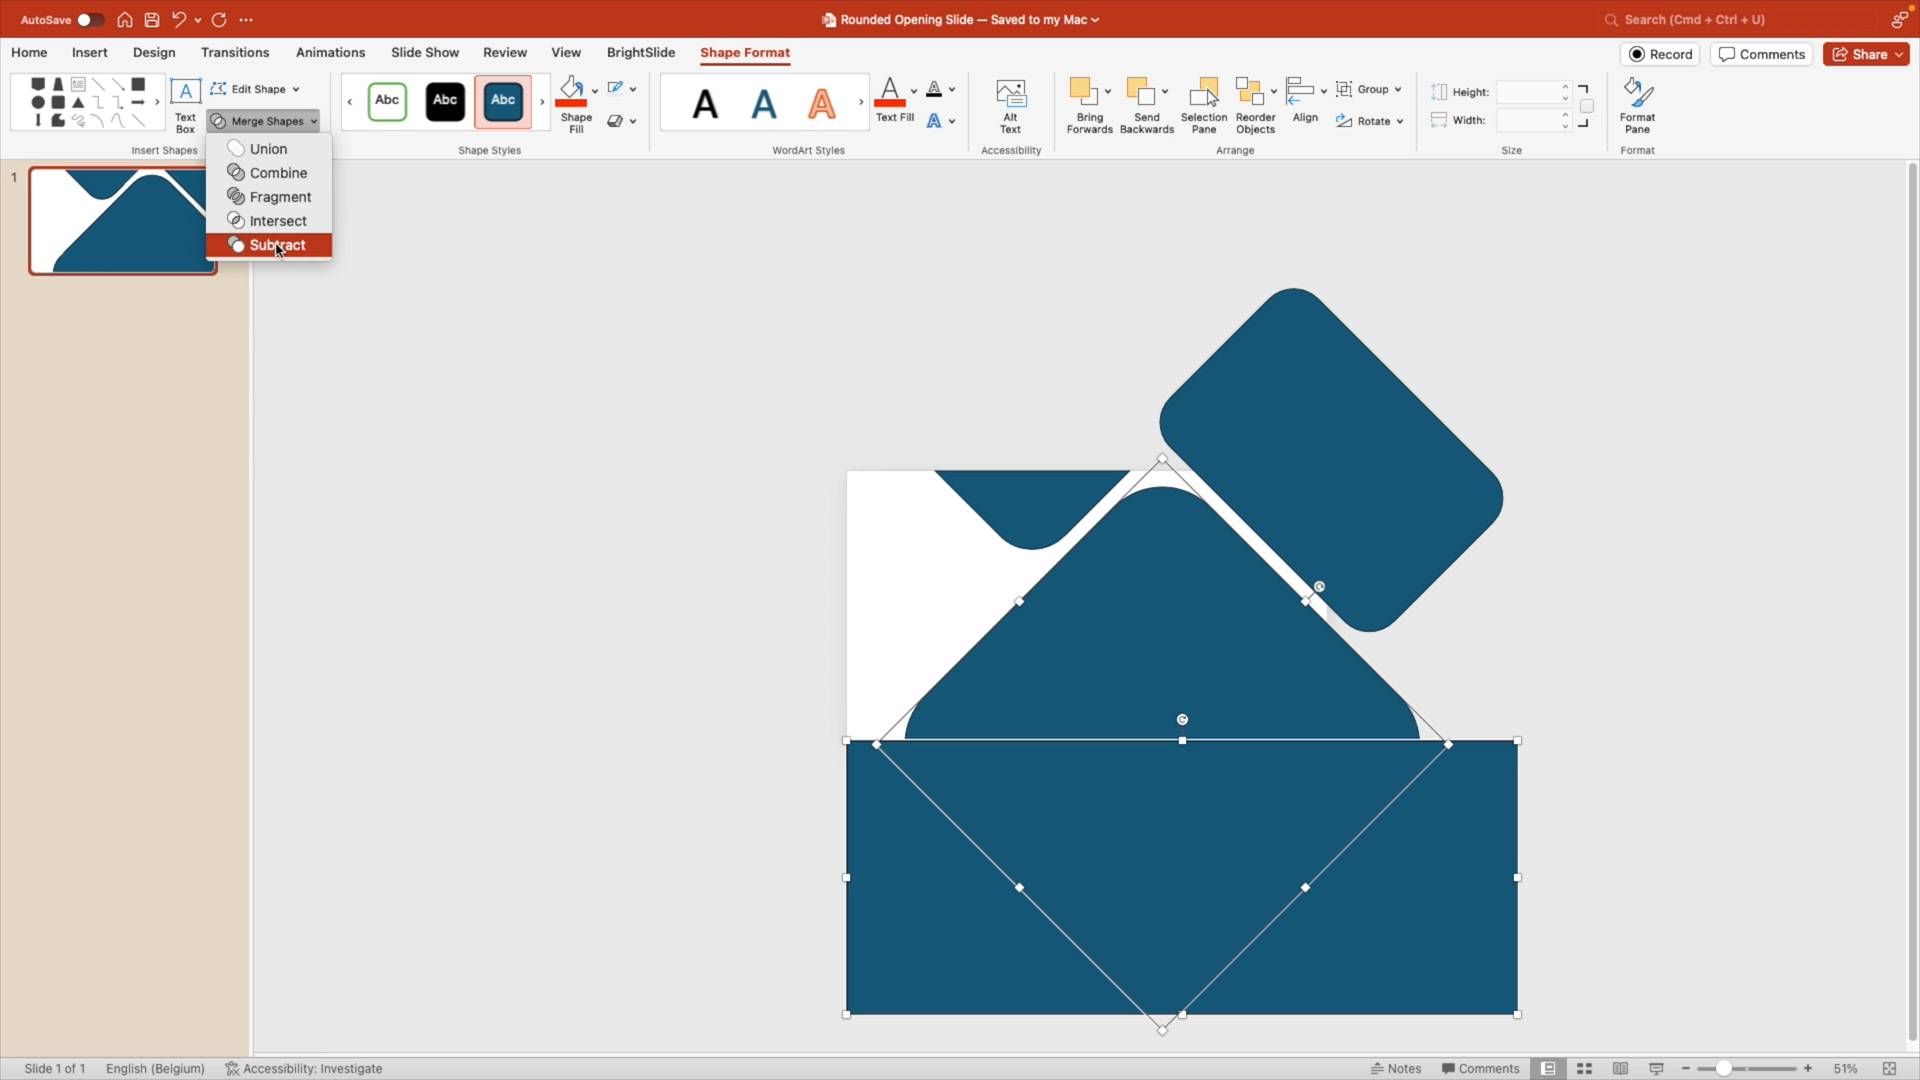 AutoSave
Rounded Opening Slide — Saved to my Mac
Search (Cmd + Ctrl + U)
Home Insert Design Transitions Animations Slide Show Review View BrightSlide Shape Format
Record Comments Share
Text Box
Edit Shape
Merge Shapes
Abc Abc Abc
Shape Fill
A A A
Text Fill
Alt Text
Bring Forwards
Send Backwards
Selection Pane
Reorder Objects
Align
Group
Rotate
Height:
Width:
Format Pane
Insert Shapes Shape Styles WordArt Styles Accessibility Arrange Size Format
Union
Combine
Fragment
Intersect
Subtract
1
Slide 1 of 1 English (Belgium) Accessibility: Investigate Notes Comments 51%